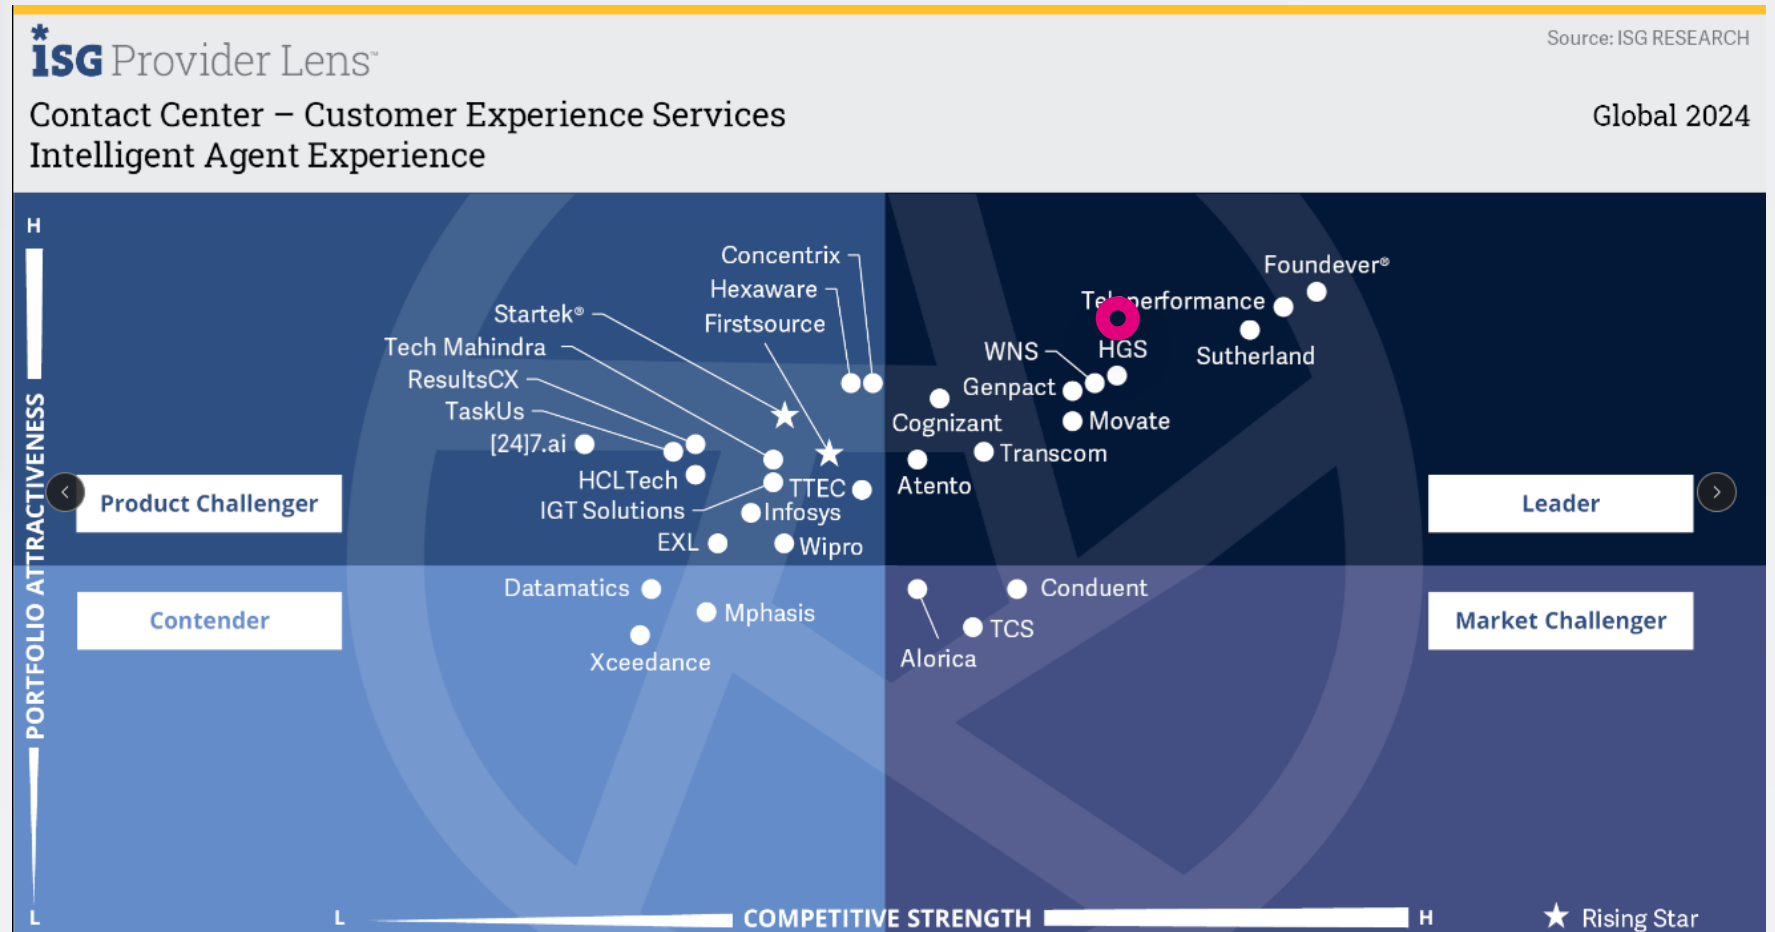 Source: ISG RESEARCH
iSG Provider Lens™
Contact Center – Customer Experience Services
Global 2024
Intelligent Agent Experience
H
PORTFOLIO ATTRACTIVENESS
L
Concentrix
Hexaware
Startek®
Firstsource
Tech Mahindra
ResultsCX
TaskUs
[24]7.ai
HCLTech
TTEC
IGT Solutions
Infosys
EXL
Wipro
Product Challenger
Foundever®
Teleperformance
WNS
HGS
Sutherland
Genpact
Cognizant
Movate
Transcom
Atento
Leader
Datamatics
Mphasis
Xceedance
Contender
Conduent
TCS
Alorica
Market Challenger
L
COMPETITIVE STRENGTH
H
Rising Star